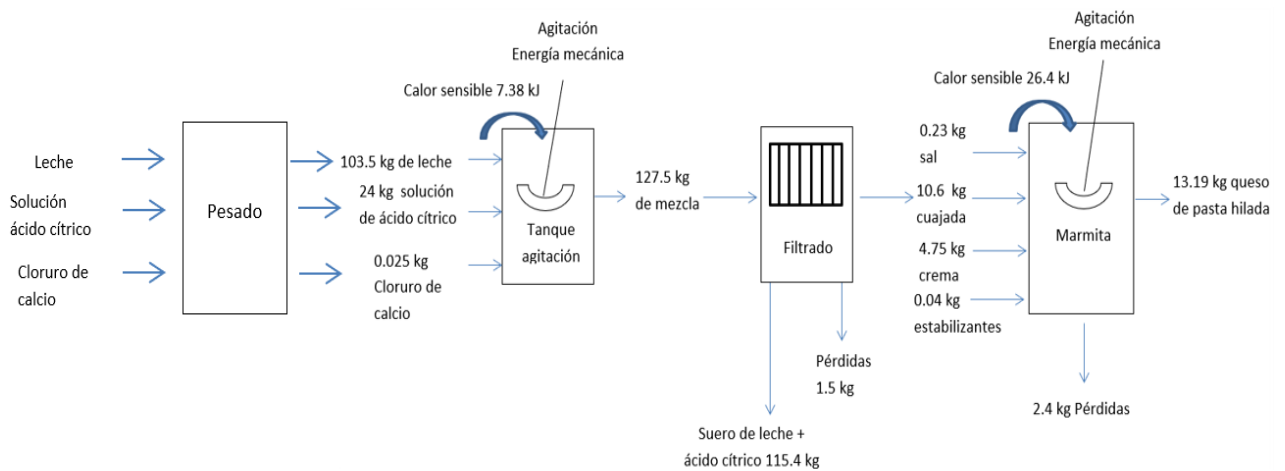 Leche
Solución
ácido cítrico
Cloruro de
calcio
Pesado
103.5 kg de leche
24 kg solución
de ácido cítrico
0.025 kg
Cloruro de
calcio
Agitación
Energía mecánica
Calor sensible 7.38 kJ
Tanque
agitación
127.5 kg
de mezcla
Filtrado
Suero de leche +
ácido cítrico 115.4 kg
Pérdidas
1.5 kg
Agitación
Energía mecánica
Calor sensible 26.4 kJ
0.23 kg
sal
10.6 kg
cuajada
4.75 kg
crema
0.04 kg
estabilizantes
Marmita
13.19 kg queso
de pasta hilada
2.4 kg Pérdidas